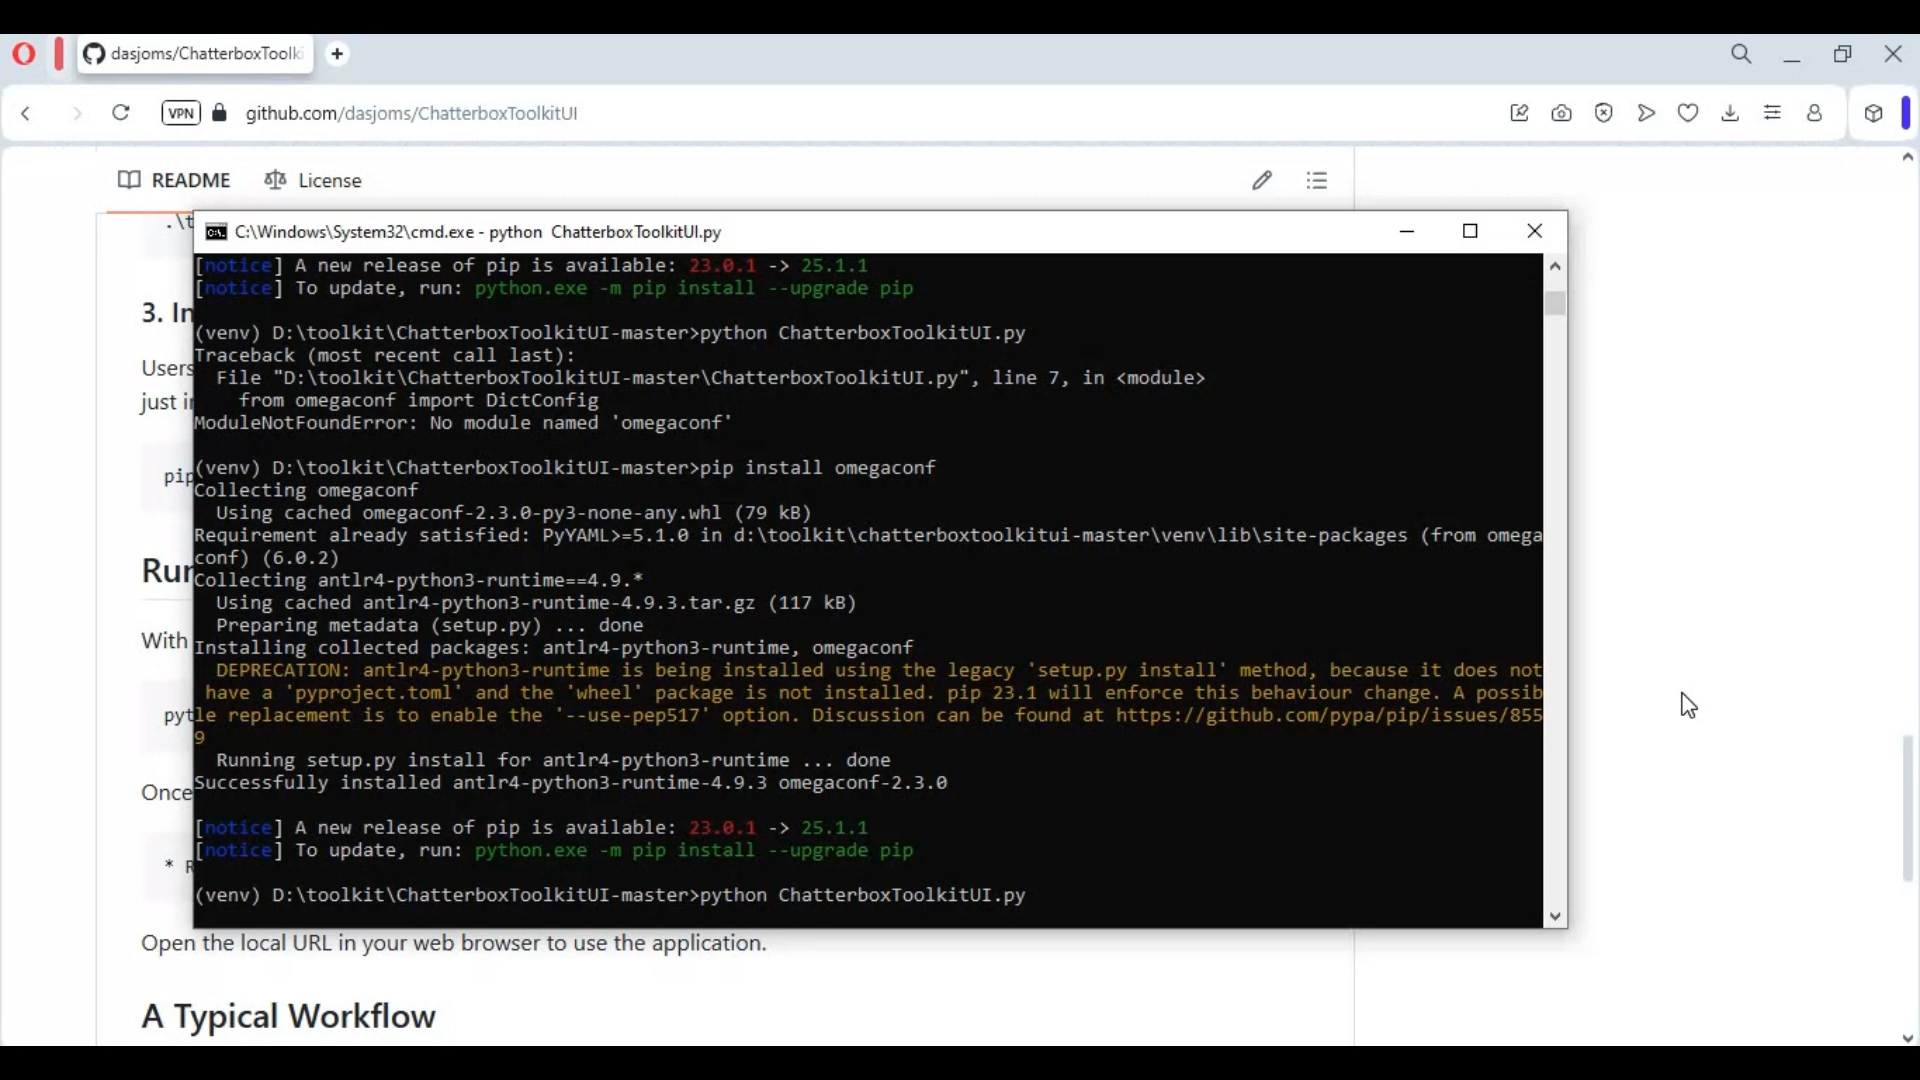 dasjoms/ChatterboxToolki
VPN
github.com/dasjoms/ChatterboxToolkitUI
README
License
.\t
C:\Windows\System32\cmd.exe - python  ChatterboxToolkitUI.py
[notice] A new release of pip is available: 23.0.1 -> 25.1.1
[notice] To update, run: python.exe -m pip install --upgrade pip
3. In
(venv) D:\toolkit\ChatterboxToolkitUI-master>python ChatterboxToolkitUI.py
Traceback (most recent call last):
Users
File "D:\toolkit\ChatterboxToolkitUI-master\ChatterboxToolkitUI.py", line 7, in <module>
just i
from omegaconf import DictConfig
ModuleNotFoundError: No module named 'omegaconf'
pip
(venv) D:\toolkit\ChatterboxToolkitUI-master>pip install omegaconf
Collecting omegaconf
Using cached omegaconf-2.3.0-py3-none-any.whl (79 kB)
Requirement already satisfied: PyYAML>=5.1.0 in d:\toolkit\chatterboxtoolkitui-master\venv\lib\site-packages (from omega
conf) (6.0.2)
Run
Collecting antlr4-python3-runtime==4.9.*
Using cached antlr4-python3-runtime-4.9.3.tar.gz (117 kB)
Preparing metadata (setup.py) ... done
With
Installing collected packages: antlr4-python3-runtime, omegaconf
DEPRECATION: antlr4-python3-runtime is being installed using the legacy 'setup.py install' method, because it does not
have a 'pyproject.toml' and the 'wheel' package is not installed. pip 23.1 will enforce this behaviour change. A possib
pyt
le replacement is to enable the '--use-pep517' option. Discussion can be found at https://github.com/pypa/pip/issues/855
9
Running setup.py install for antlr4-python3-runtime ... done
Once
Successfully installed antlr4-python3-runtime-4.9.3 omegaconf-2.3.0
[notice] A new release of pip is available: 23.0.1 -> 25.1.1
[notice] To update, run: python.exe -m pip install --upgrade pip
* R
(venv) D:\toolkit\ChatterboxToolkitUI-master>python ChatterboxToolkitUI.py
Open the local URL in your web browser to use the application.
A Typical Workflow